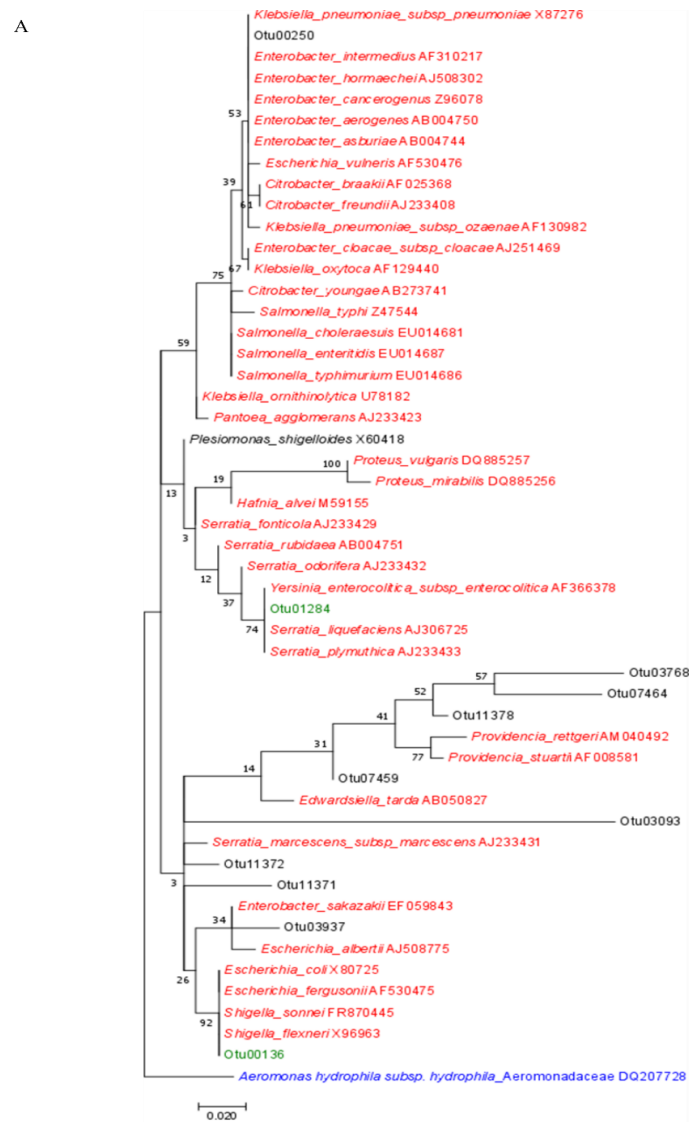 A
Klebsiella_pneumoniae_subsp_pneumoniae X87276
Otu00250
Enterobacter_intermedius AF310217
Enterobacter_hormaechei AJ508302
Enterobacter_cancerogenus Z96078
53
Enterobacter_aerogenes AB004750
Enterobacter_asburiae AB004744
Escherichia_vulneris AF530476
39
Citrobacter_braakii AF025368
61
Citrobacter_freundii AJ233408
Klebsiella_pneumoniae_subsp_ozaenae AF130982
Enterobacter_cloacae_subsp_cloacae AJ251469
67
Klebsiella_oxytoca AF129440
75
Citrobacter_youngae AB273741
Salmonella_typhi Z47544
Salmonella_choleraesuis EU014681
59
Salmonella_enteritidis EU014687
Salmonella_typhimurium EU014686
Klebsiella_ornithinolytica U78182
Pantoea_agglomerans AJ233423
Plesiomonas_shigelloides X60418
100
Proteus_vulgaris DQ885257
19
Proteus_mirabilis DQ885256
13
Hafnia_alvei M59155
Serratia_fonticola AJ233429
3
Serratia_rubidaea AB004751
Serratia_odorifera AJ233432
12
Yersinia_enterocolitica_subsp_enterocolitica AF366378
37
Otu01284
74
Serratia_liquefaciens AJ306725
Serratia_plymuthica AJ233433
57
Otu03768
52
Otu07464
41
Otu11378
Providencia_rettgeri AM040492
31
77
Providencia_stuartii AF008581
14
Otu07459
Edwardsiella_tarda AB050827
Otu03093
Serratia_marcescens_subsp_marcescens AJ233431
Otu11372
3
Otu11371
Enterobacter_sakazakii EF059843
34
Otu03937
Escherichia_albertii AJ508775
26
Escherichia_coli X80725
Escherichia_fergusonii AF530475
Shigella_sonnei FR870445
92
Shigella_flexneri X96963
Otu00136
Aeromonas hydrophila subsp. hydrophila_Aeromonadaceae DQ207728
0.020